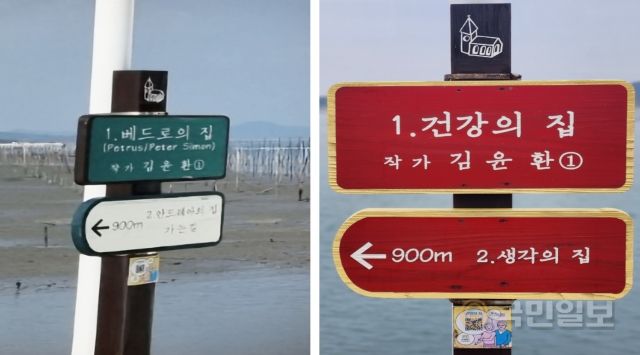 1.베드로의 집
(Petrus/Peter Simon)
작가 김윤환①
2.안드레아의 집
← 900m 가는길
1.건강의 집
작가 김윤환①
← 900m 2.생각의 집
국민일보